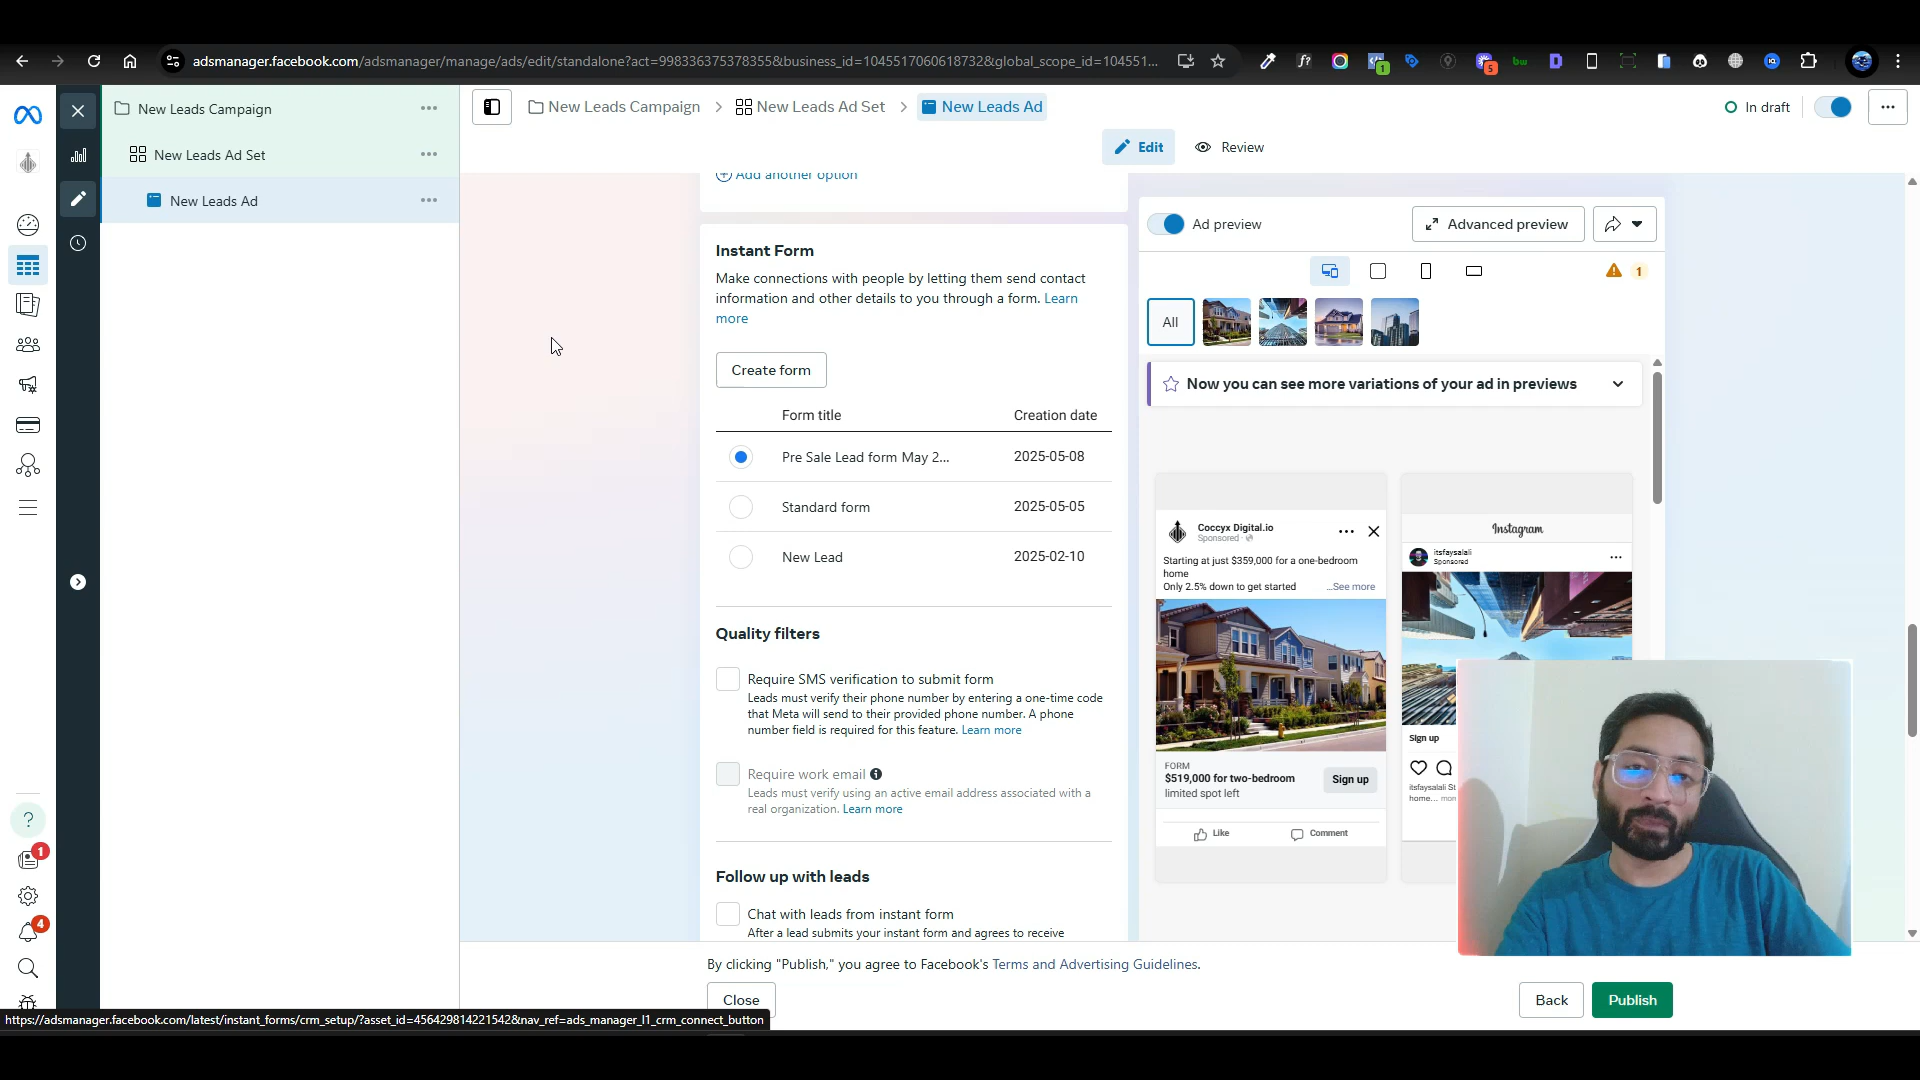 adsmanager.facebook.com/adsmanager/manage/ads/edit/standalone?act=998336375378355&business_id=1045517060618732&global_scope_id=104551...
New Leads Campaign
New Leads Ad Set
New Leads Ad
New Leads Campaign > New Leads Ad Set > New Leads Ad
In draft
Edit
Review
Add another option
Instant Form
Make connections with people by letting them send contact
information and other details to you through a form. Learn
more
Create form
Form title Creation date
Pre Sale Lead form May 2... 2025-05-08
Standard form 2025-05-05
New Lead 2025-02-10
Quality filters
Require SMS verification to submit form
Leads must verify their phone number by entering a one-time code
that Meta will send to their provided phone number. A phone
number field is required for this feature. Learn more
Require work email
Leads must verify using an active email address associated with a
real organization. Learn more
Follow up with leads
Chat with leads from instant form
After a lead submits your instant form and agrees to receive
Ad preview
Advanced preview
1
All
Now you can see more variations of your ad in previews
Coccyx Digital.io
Sponsored
Starting at just $359,000 for a one-bedroom
home
Only 2.5% down to get started ...See more
FORM
$519,000 for two-bedroom
limited spot left
Sign up
Like
Comment
Instagram
itsfaysalali
Sponsored
Sign up
itsfaysalali St
home... mor
By clicking "Publish," you agree to Facebook's Terms and Advertising Guidelines.
Close
Back
Publish
1
4
https://adsmanager.facebook.com/latest/instant_forms/crm_setup/?asset_id=456429814221542&nav_ref=ads_manager_l1_crm_connect_button